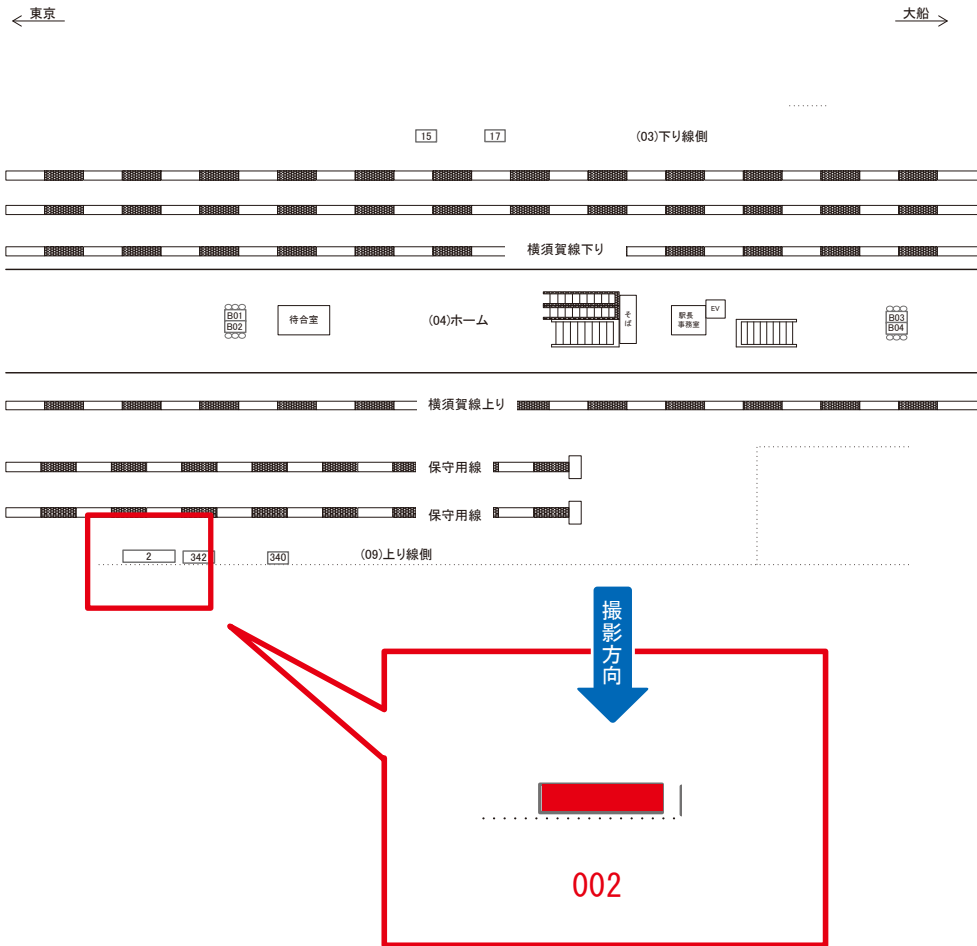 東京
大船
15
17
(03)下り線側
横須賀線下り
B01
B02
待合室
(04)ホーム
そば
駅長
事務室
EV
B03
B04
横須賀線上り
保守用線
保守用線
2
342
340
(09)上り線側
撮影方向
002